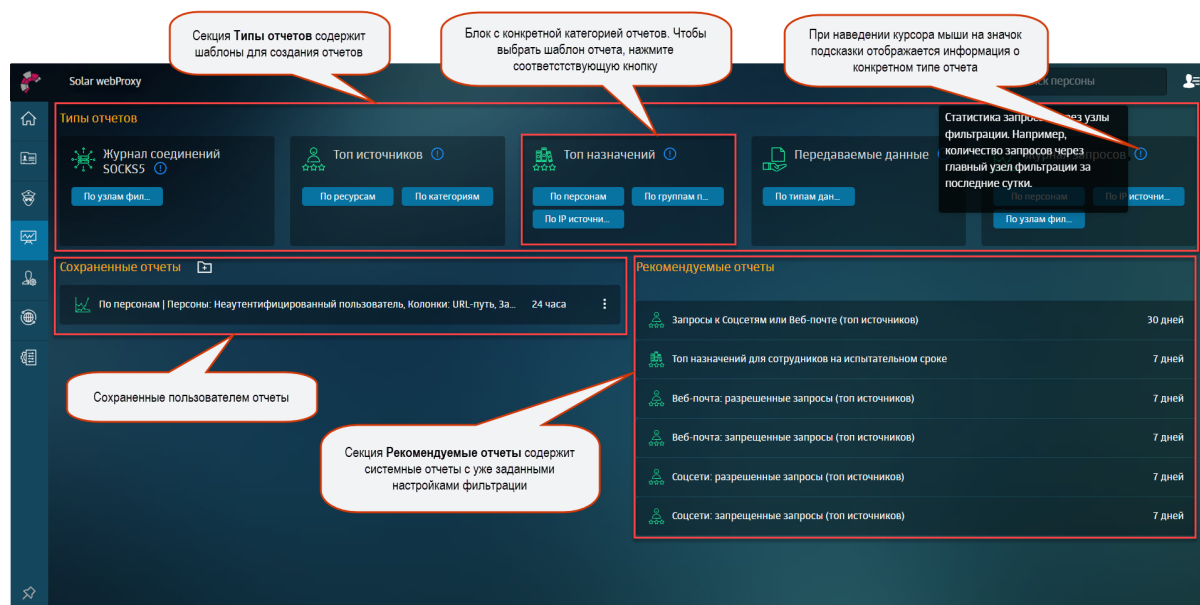 Секция Типы отчетов содержит
шаблоны для создания отчетов
Блок с конкретной категорией отчетов. Чтобы
выбрать шаблон отчета, нажмите
соответстствующую кнопку
При наведении курсора мыши на значок
подсказки отображается информация о
конкретном типе отчета
Solar webProxy
персоны
Типы отчетов
Журнал соединений
SOCKS5
По узлам фил...
Топ источников
По ресурсам
По категориям
Топ назначений
По персонам
По группам п...
По IP источни...
Передаваемые данные
По типам дан...
Журнал запросов
По персонам
По IP источни...
По узлам фил...
Статистика запросов через узлы
фильтрации. Например,
количество запросов через
главный узел фильтрации за
последние сутки.
Сохраненные отчеты
По персонам | Персоны: Неаутентифицированный пользователь, Колонки: URL-путь, За...
24 часа
Сохраненные пользователем отчеты
Рекомендуемые отчеты
Запросы к Соцсетям или Веб-почте (топ источников)
30 дней
Топ назначений для сотрудников на испытательном сроке
7 дней
Веб-почта: разрешенные запросы (топ источников)
7 дней
Веб-почта: запрещенные запросы (топ источников)
7 дней
Соцсети: разрешенные запросы (топ источников)
7 дней
Соцсети: запрещенные запросы (топ источников)
7 дней
Секция Рекомендуемые отчеты содержит
системные отчеты с уже заданными
настройками фильтрации